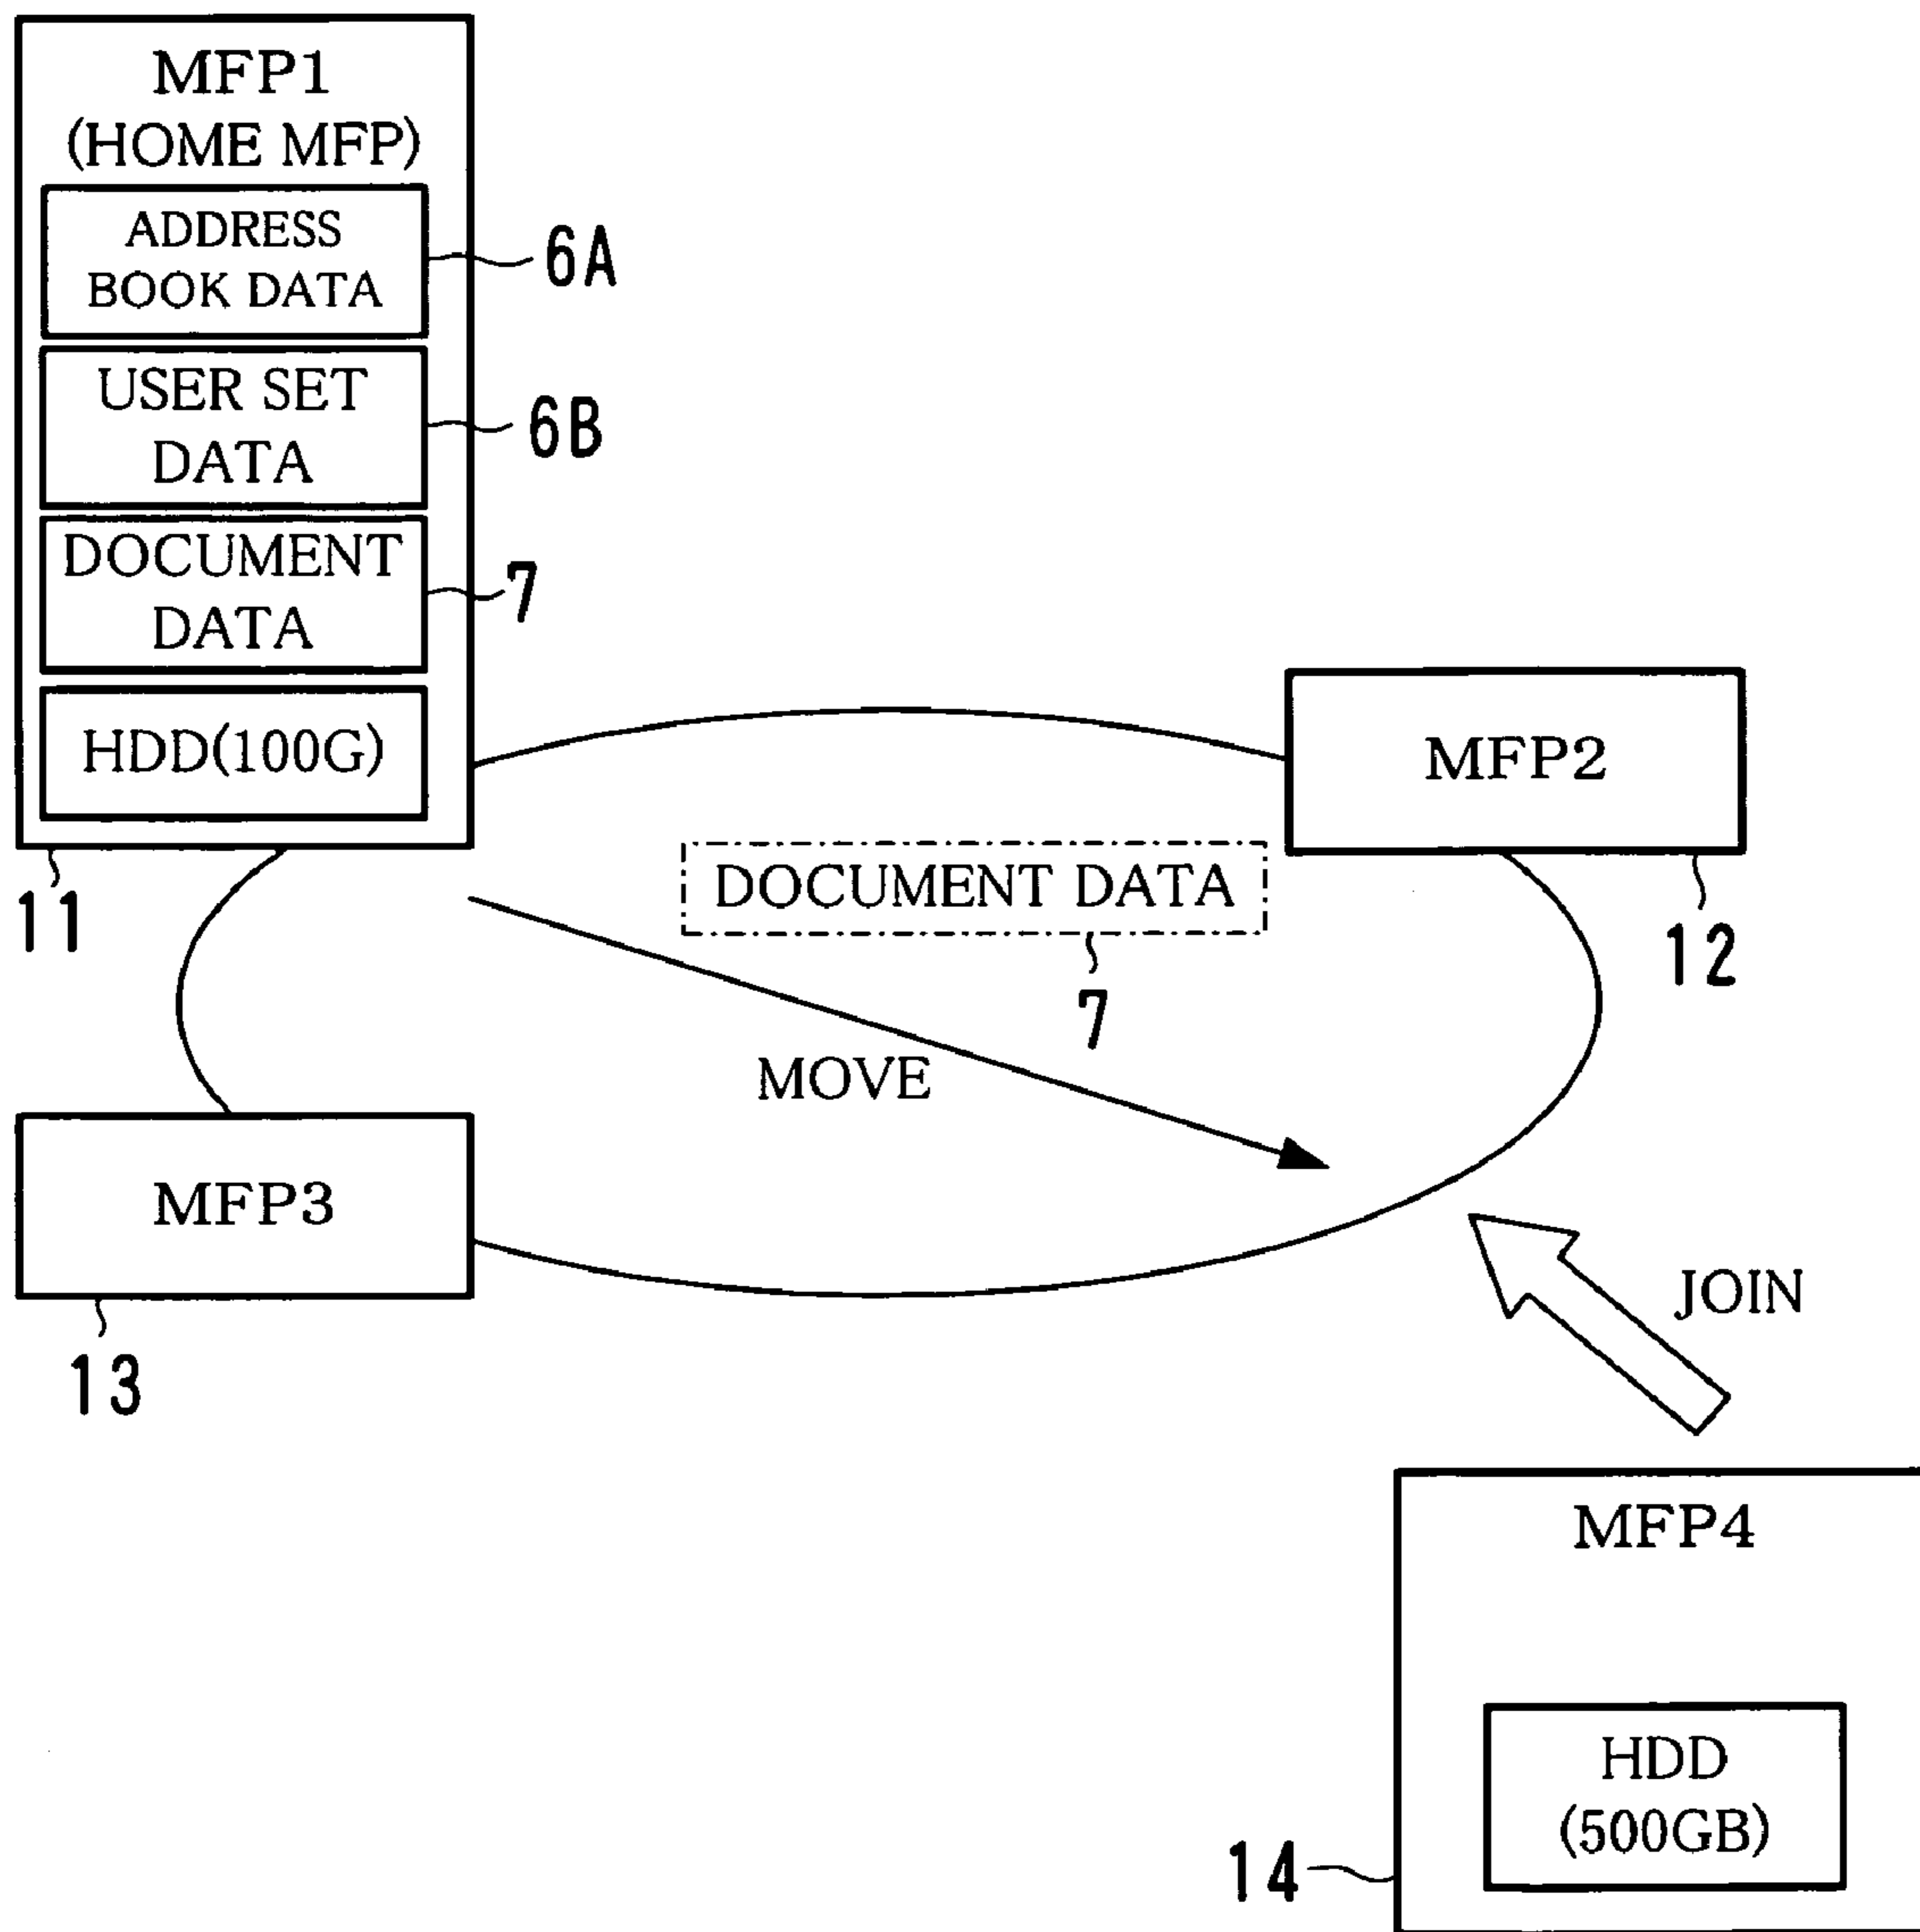 MFP1
(HOME MFP)
ADDRESS
BOOK DATA
6A
USER SET
DATA
6B
DOCUMENT
DATA
7
HDD(100G)
11
MFP2
12
DOCUMENT DATA
7
MOVE
MFP3
13
JOIN
MFP4
HDD
(500GB)
14